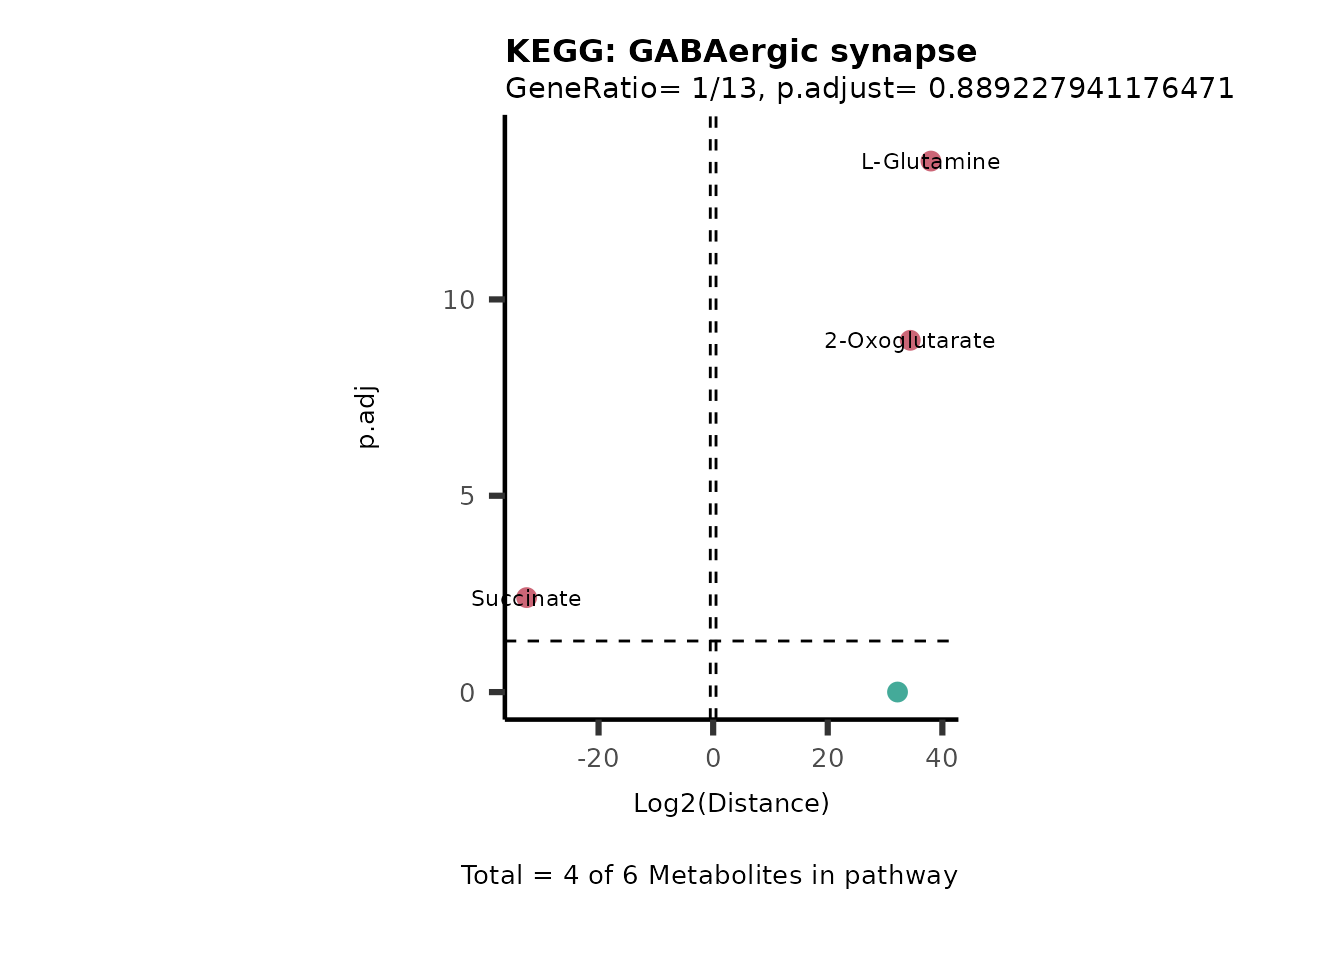 KEGG: GABAergic synapse
GeneRatio= 1/13, p.adjust= 0.889227941176471
L-Glutamine
10
2-Oxoglutarate
p.adj
5
Succinate
0
-20 0 20 40
Log2(Distance)
Total = 4 of 6 Metabolites in pathway